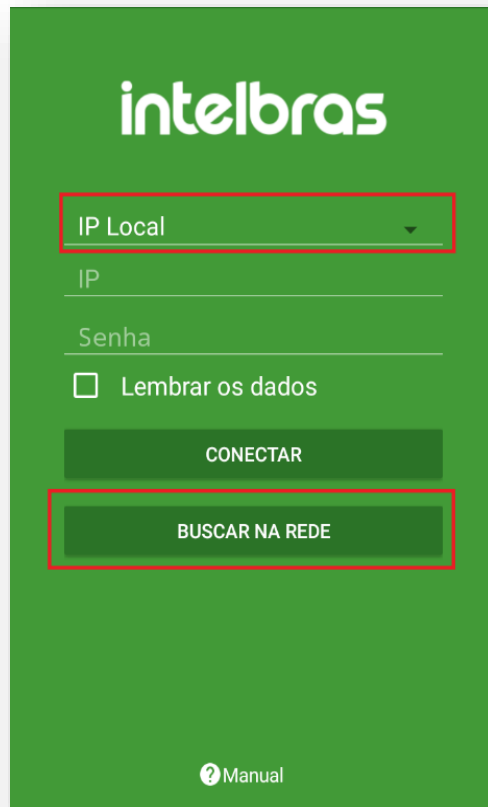 intelbras
IP Local
IP
Senha
Lembrar os dados
CONECTAR
BUSCAR NA REDE
?Manual